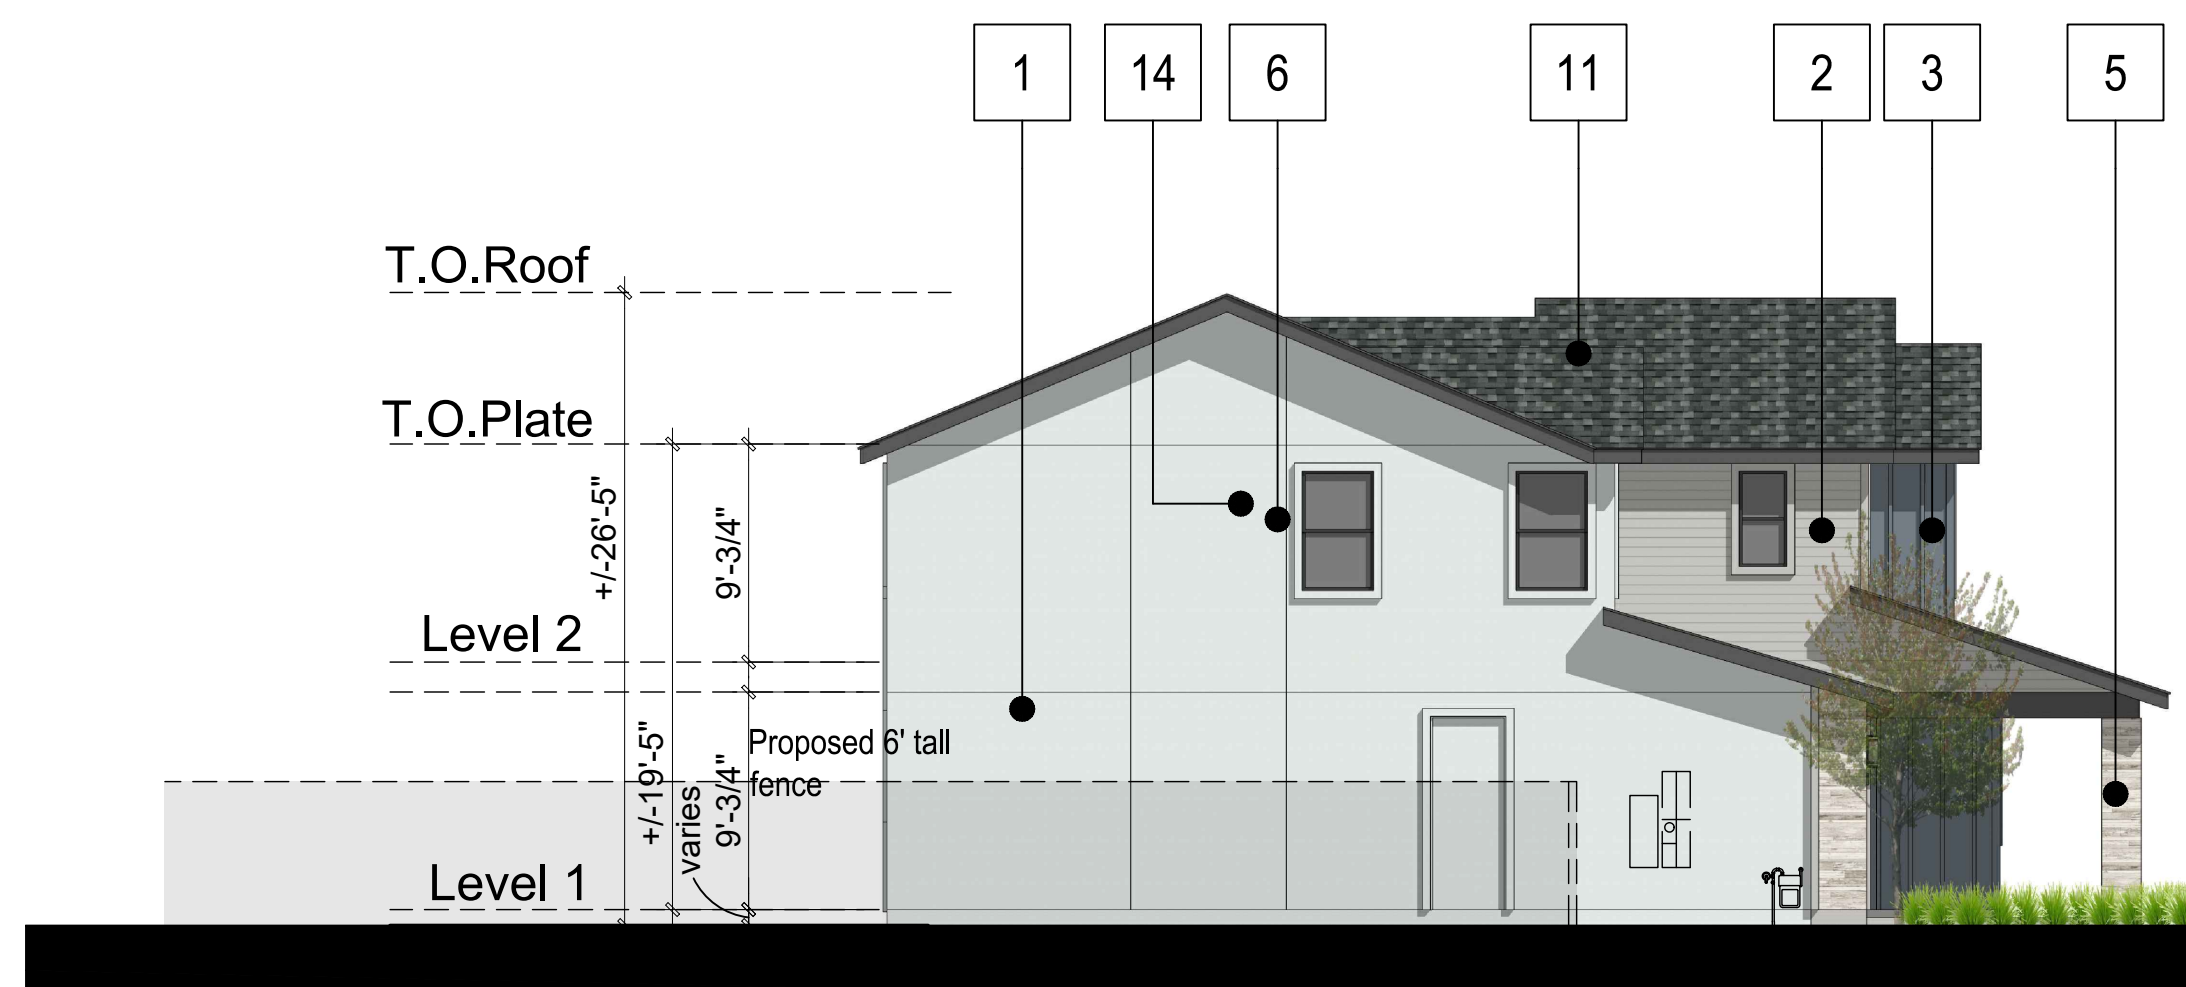 1 14 6 11 2 3 5
T.O.Roof
T.O.Plate
+/-26'-5"
9'-3/4"
Level 2
+/-19'-5"
varies
9'-3/4"
Proposed 6' tall
fence
Level 1